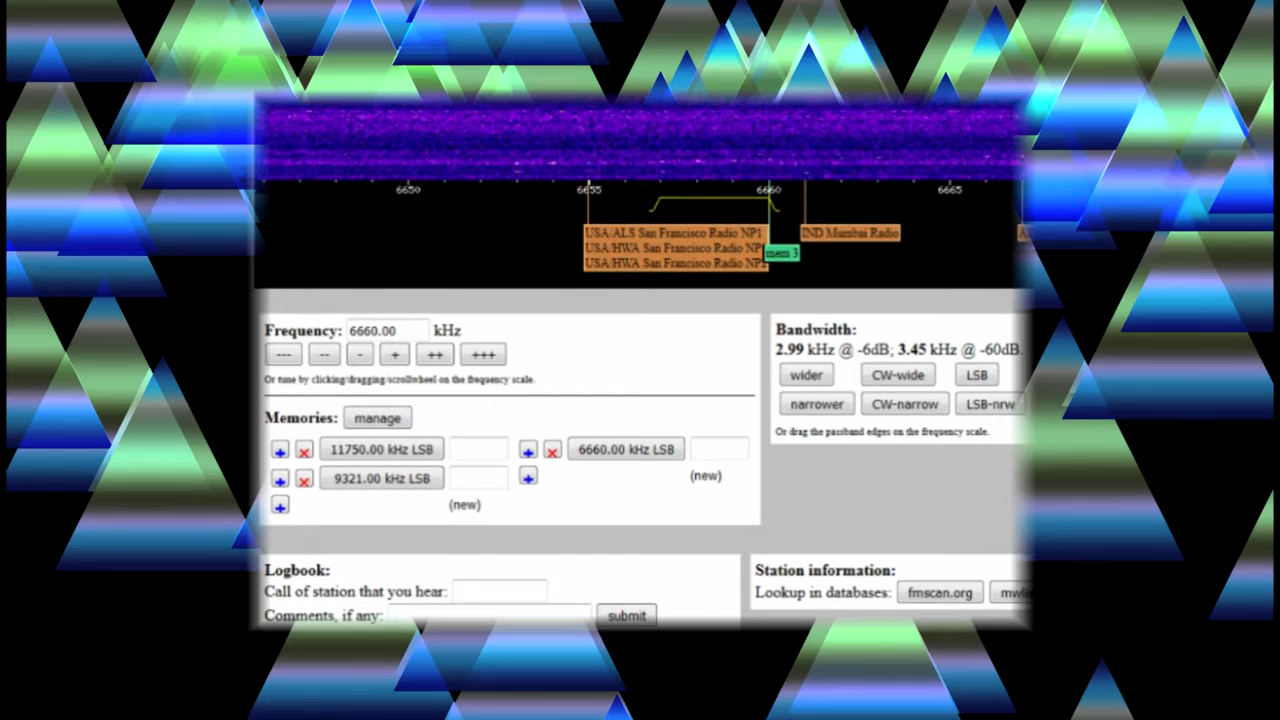 6650 6655 6660 6665
USA/ALS San Francisco Radio NP1
USA/HWA San Francisco Radio
USA/HWA San Francisco Radio
mem 3
IND Mumbai Radio
Frequency: 6660.00 kHz
--- -- - + ++ +++
Or tune by clicking/dragging/scrollwheel on the frequency scale.
Memories: manage
11750.00 kHz LSB
6660.00 kHz LSB
9321.00 kHz LSB
(new)
(new)
Bandwidth:
2.99 kHz @ -6dB; 3.45 kHz @ -60dB.
wider CW-wide LSB
narrower CW-narrow LSB-nrw
Or drag the passband edges on the frequency scale.
Logbook:
Call of station that you hear:
Comments, if any: submit
Station information:
Lookup in databases: fmscan.org